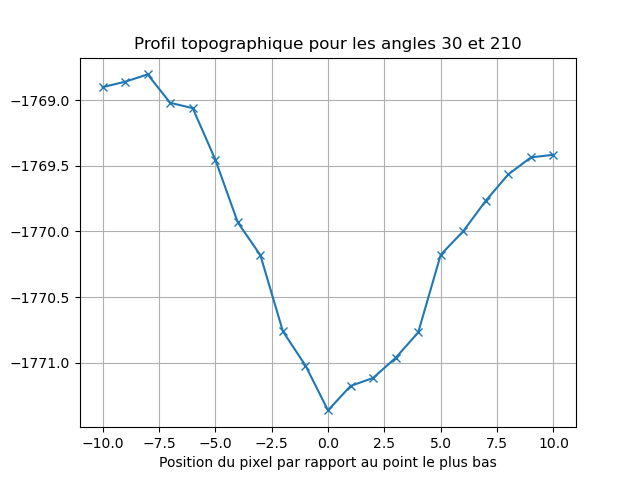 Profil topographique pour les angles 30 et 210
−1769.0
−1769.5
−1770.0
−1770.5
−1771.0
−10.0 −7.5 −5.0 −2.5 0.0 2.5 5.0 7.5 10.0
Position du pixel par rapport au point le plus bas